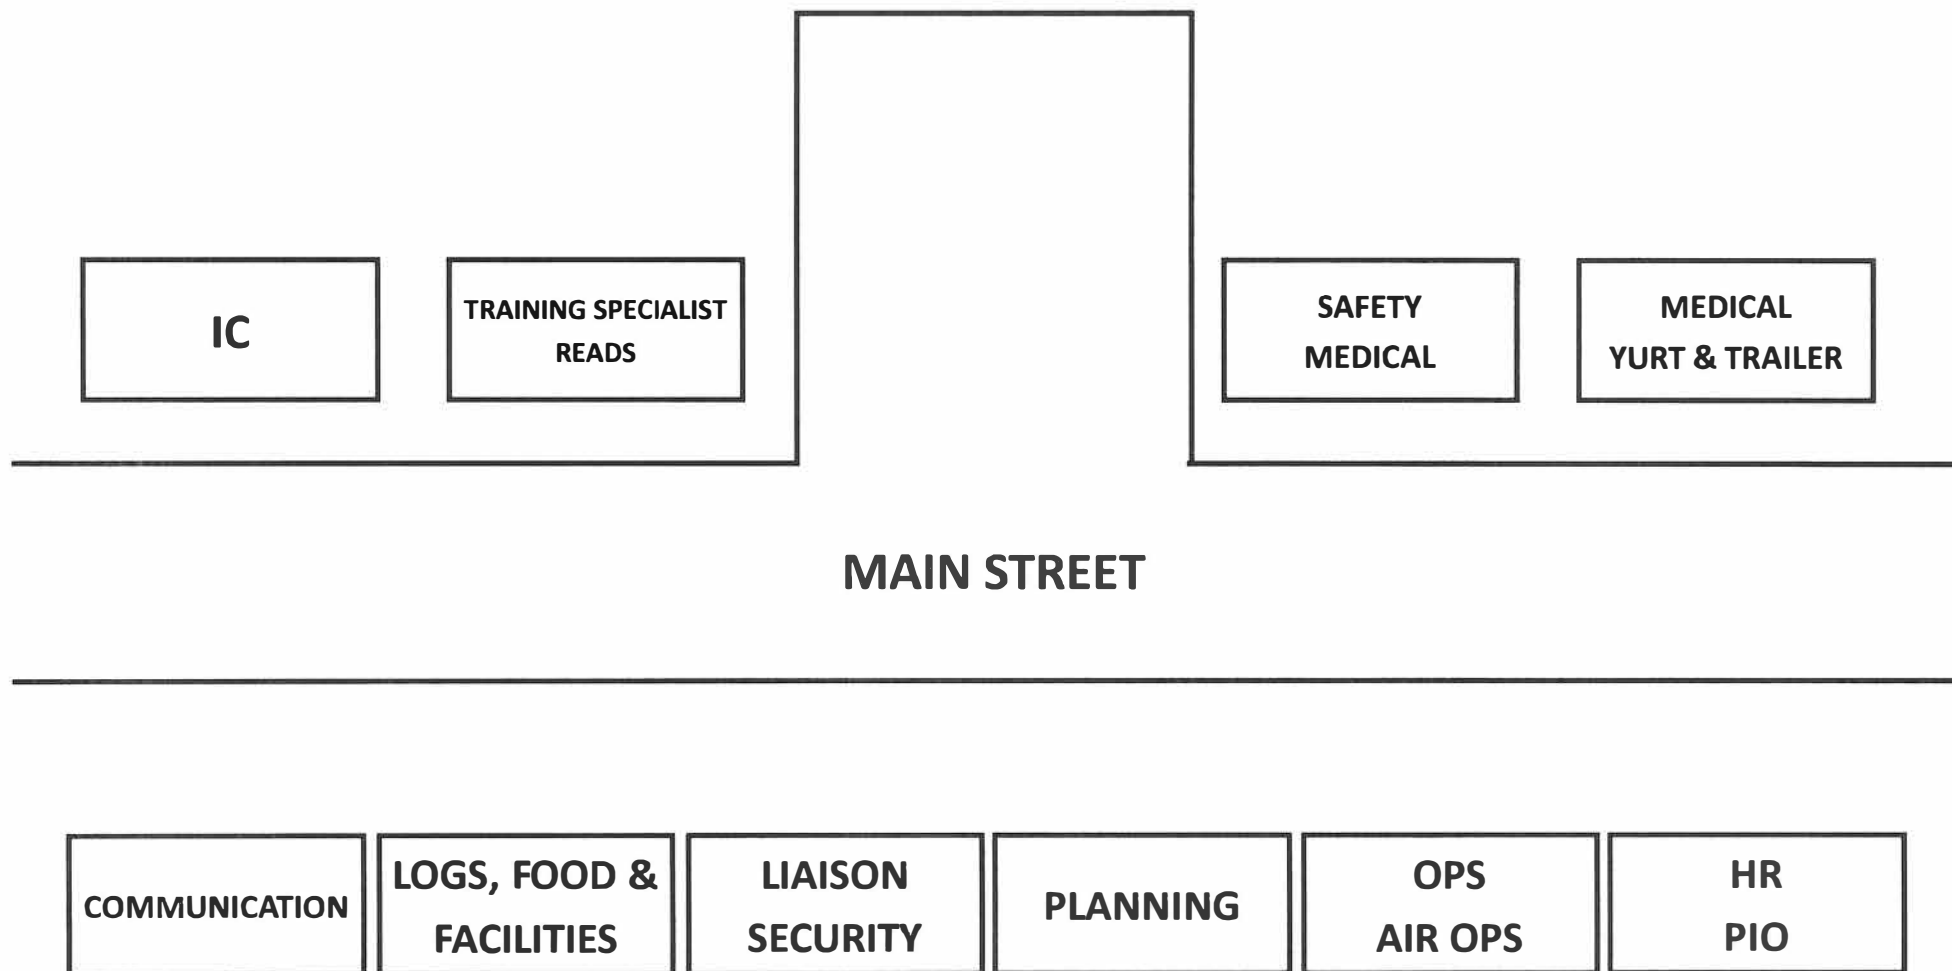 IC
TRAINING SPECIALIST
READS
SAFETY
MEDICAL
MEDICAL
YURT & TRAILER
MAIN STREET
COMMUNICATION
LOGS, FOOD &
FACILITIES
LIAISON
SECURITY
PLANNING
OPS
AIR OPS
HR
PIO